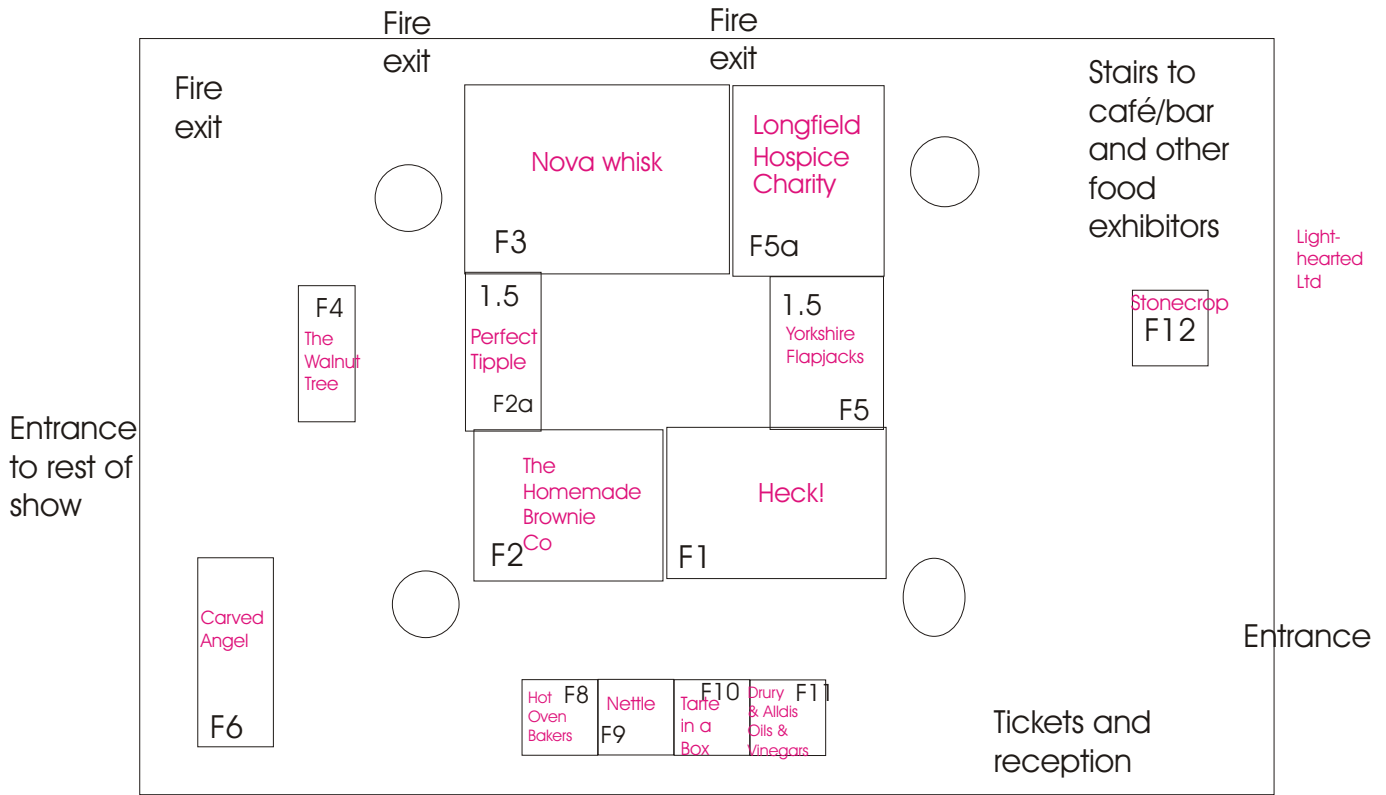 Fire
exit
Fire
exit
Fire
exit
Stairs to
café/bar
and other
food
exhibitors
Nova whisk
F3
Longfield
Hospice
Charity
F5a
Light-
hearted
Ltd
F4
The
Walnut
Tree
1.5
Perfect
Tipple
F2a
1.5
Yorkshire
Flapjacks
F5
Stonecrop
F12
Entrance
to rest of
show
The
Homemade
Brownie
Co
F2
Heck!
F1
Carved
Angel
F6
Entrance
Hot
Oven
Bakers
F8
Nettle
F9
F10
Tarte
in a
Box
F11
Drury
& Alldis
Oils &
Vinegars
Tickets and
reception